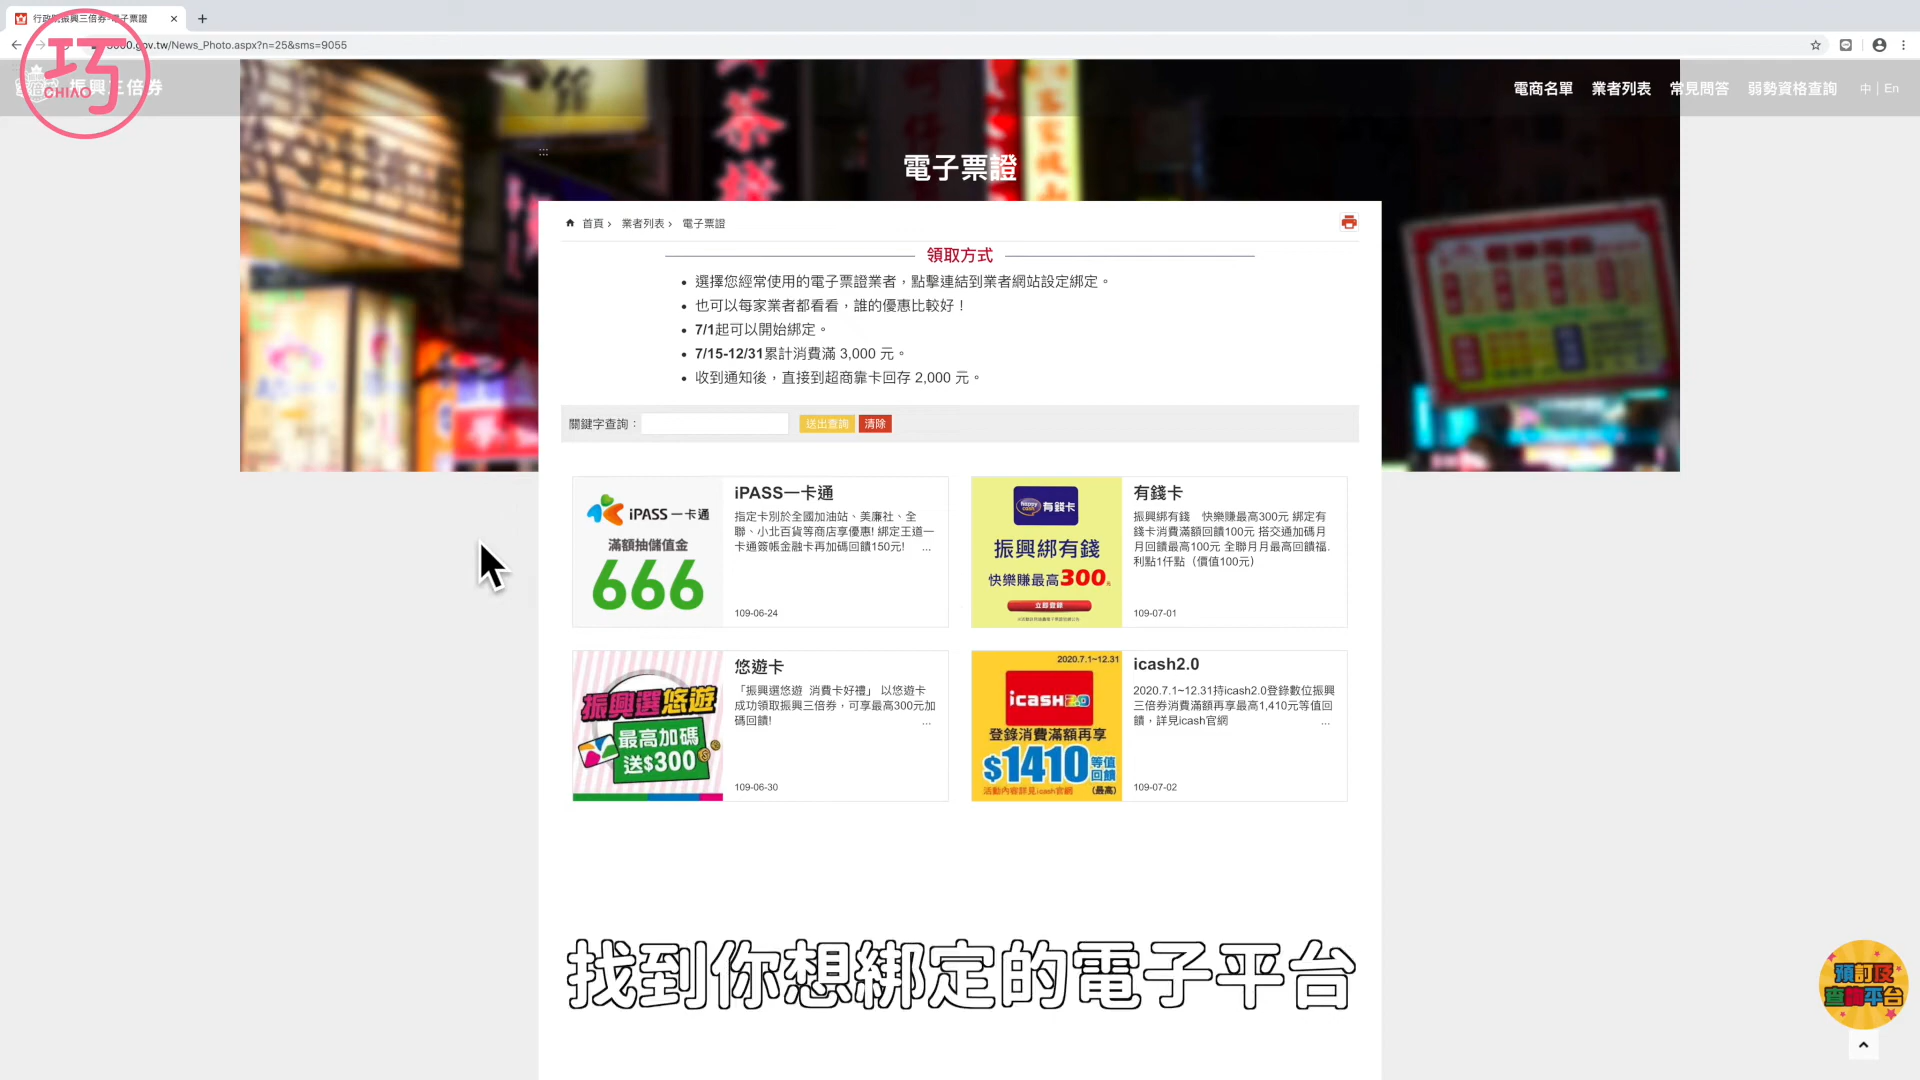 行政院振興三倍券-電子票證
.gov.tw/News_Photo.aspx?n=25&sms=9055
巧
CHIAO
振興三倍券
電商名單 業者列表 常見問答 弱勢資格查詢 中 | En
電子票證
首頁 › 業者列表 › 電子票證
領取方式
選擇您經常使用的電子票證業者，點擊連結到業者網站設定綁定。
也可以每家業者都看看，誰的優惠比較好！
7/1起可以開始綁定。
7/15-12/31累計消費滿 3,000 元。
收到通知後，直接到超商靠卡回存 2,000 元。
關鍵字查詢： 送出查詢 清除
iPASS 一卡通
滿額抽儲值金
666
iPASS一卡通
指定卡別於全國加油站、美廉社、全
聯、小北百貨等商店享優惠! 綁定王道一
卡通簽帳金融卡再加碼回饋150元! ...
109-06-24
happy cash 有錢卡
振興綁有錢
快樂賺最高300元
立即登錄
有錢卡
振興綁有錢 快樂賺最高300元 綁定有
錢卡消費滿額回饋100元 搭交通加碼月
月回饋最高100元 全聯月月最高回饋福.
利點1仟點（價值100元）
109-07-01
振興選悠遊
最高加碼
送$300
悠遊卡
「振興選悠遊 消費卡好禮」 以悠遊卡
成功領取振興三倍券，可享最高300元加
碼回饋! ...
109-06-30
2020.7.1~12.31
icash2.0
登錄消費滿額再享
$1410等值回饋
活動內容詳見icash官網 (最高)
icash2.0
2020.7.1~12.31持icash2.0登錄數位振興
三倍券消費滿額再享最高1,410元等值回
饋，詳見icash官網 ...
109-07-02
找到你想綁定的電子平台
預訂及
查詢平台